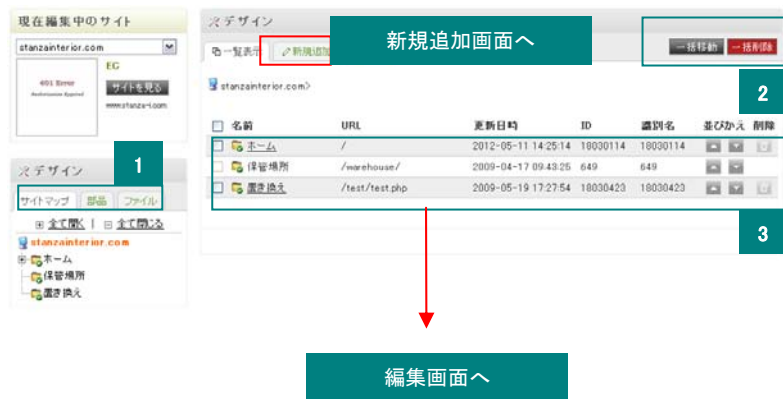 現在編集中のサイト
stanzainterior.com
EG
401 Error
サイトを見る
デザイン
1
サイトマップ 部品 ファイル
全て開く | 全て閉じる
stanzainterior.com
ホーム
保管場所
置き換え
デザイン
一覧表示 新規追加
新規追加画面へ
一括移動 一括削除
2
stanzainterior.com>
名前 URL 更新日時 ID 識別名 並びかえ 削除
ホーム / 2012-05-11 14:25:14 18030114 18030114
保管場所 /warehouse/ 2009-04-17 09:43:25 649 649
置き換え /test/test.php 2009-05-19 17:27:54 18030423 18030423
3
編集画面へ